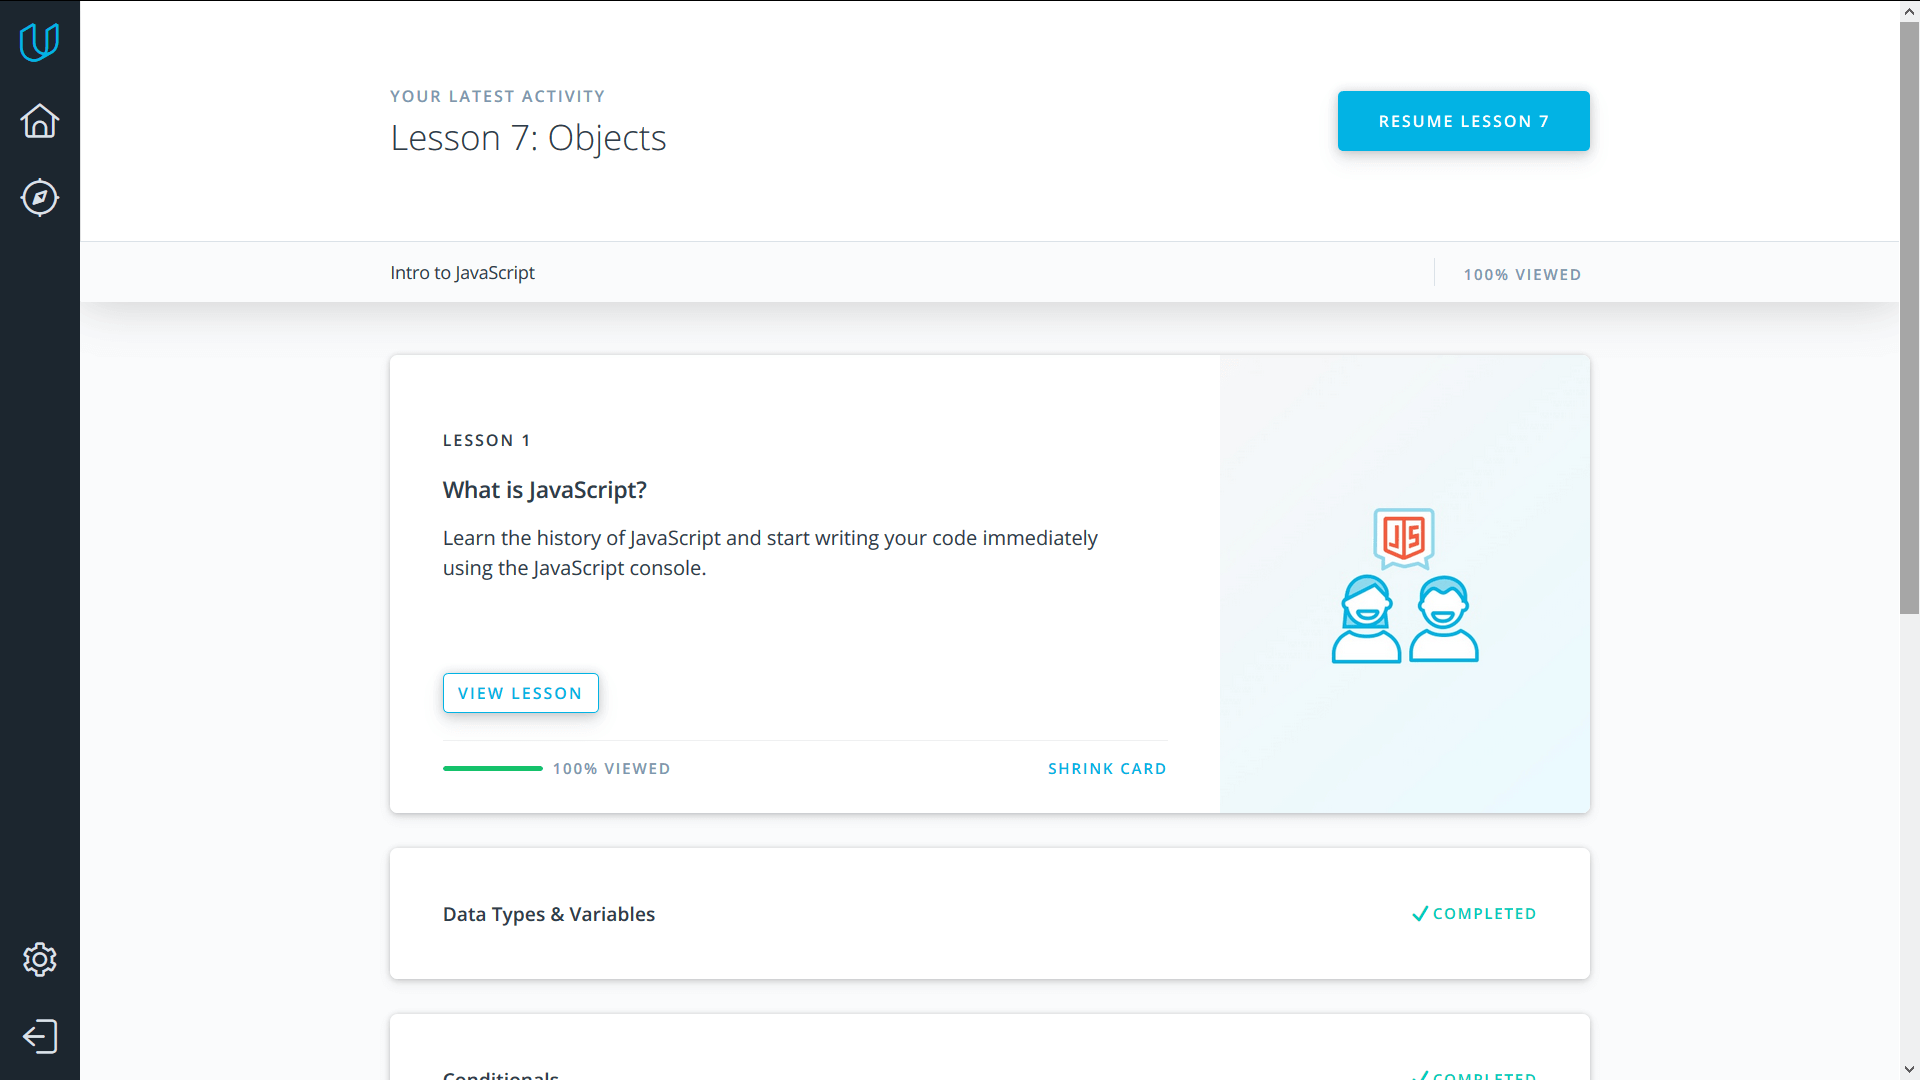 YOUR LATEST ACTIVITY
Lesson 7: Objects
RESUME LESSON 7
Intro to JavaScript
100% VIEWED
LESSON 1
What is JavaScript?
Learn the history of JavaScript and start writing your code immediately
using the JavaScript console.
JS
VIEW LESSON
100% VIEWED
SHRINK CARD
Data Types & Variables
COMPLETED
Conditionals
COMPLETED